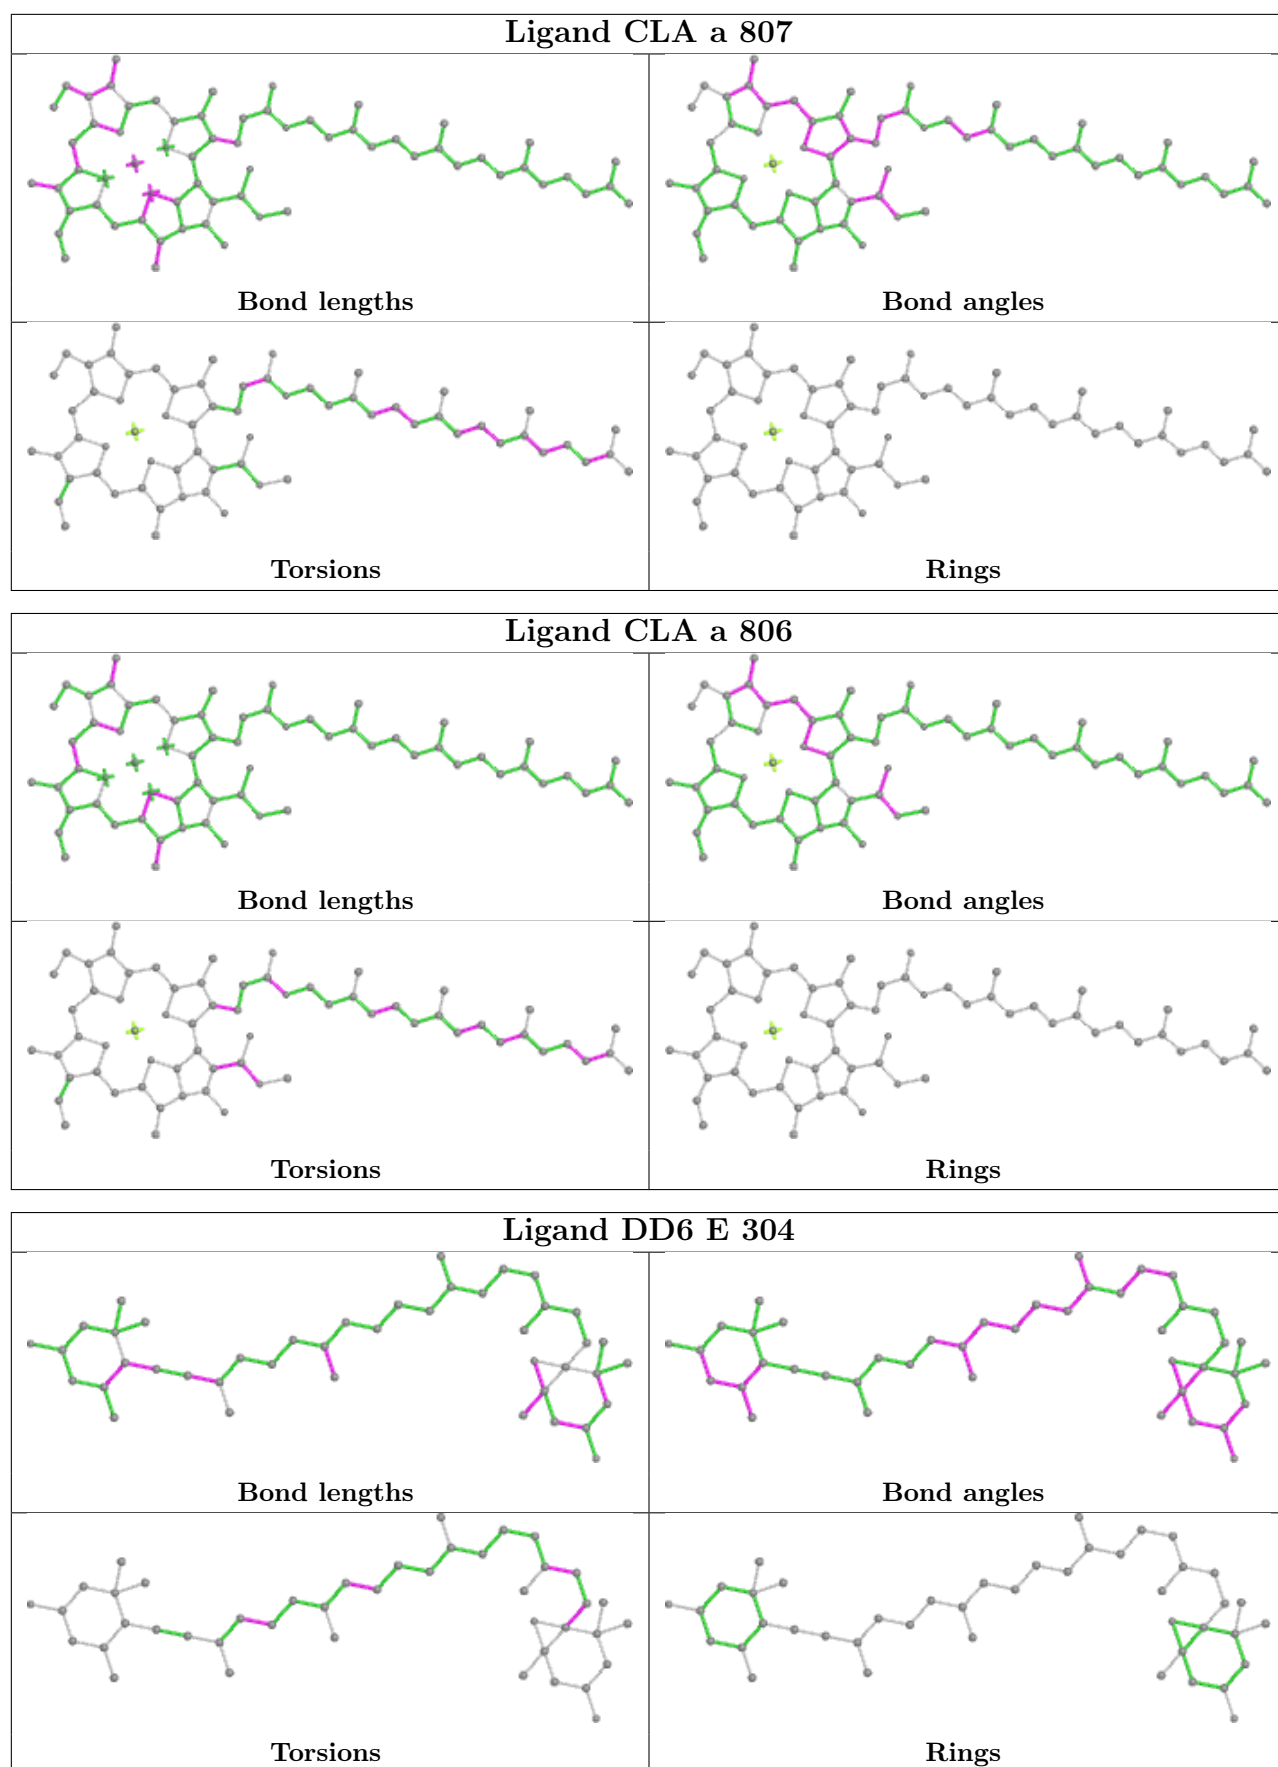 Ligand CLA a 807
Bond lengths
Bond angles
Torsions
Rings
Ligand CLA a 806
Bond lengths
Bond angles
Torsions
Rings
Ligand DD6 E 304
Bond lengths
Bond angles
Torsions
Rings